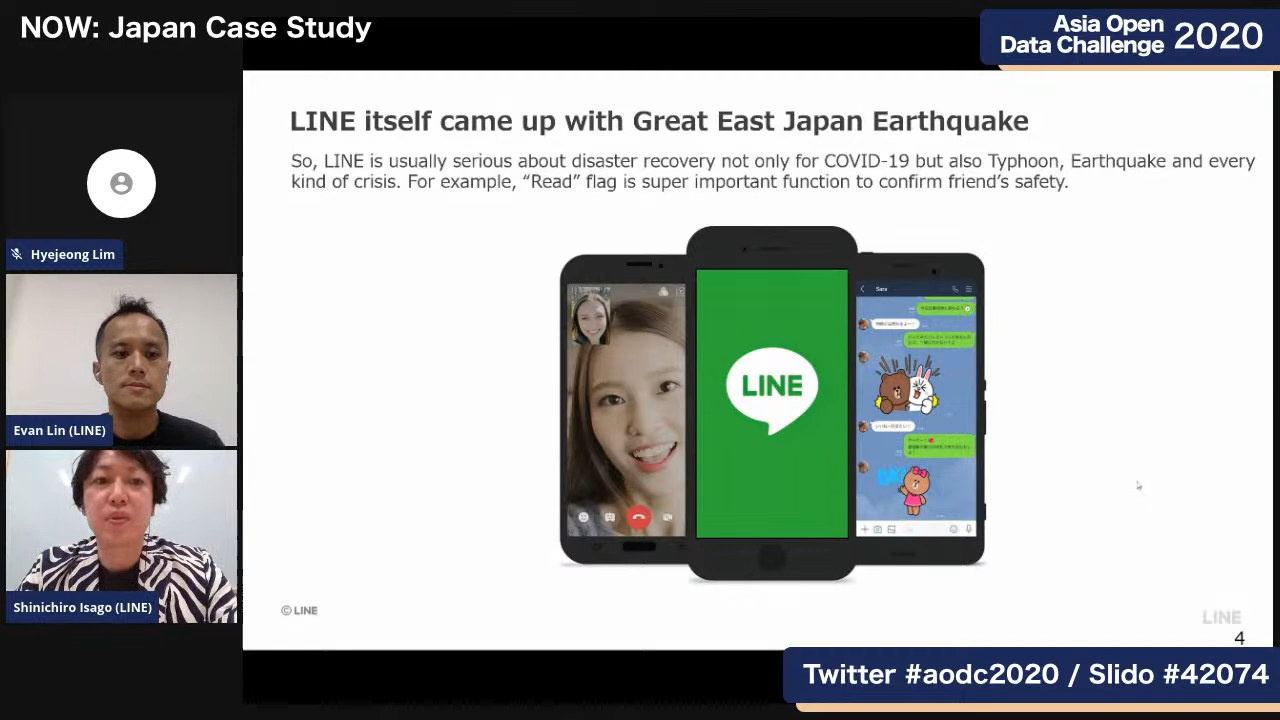 NOW: Japan Case Study
Asia Open
Data Challenge 2020
LINE itself came up with Great East Japan Earthquake
So, LINE is usually serious about disaster recovery not only for COVID-19 but also Typhoon, Earthquake and every
kind of crisis. For example, “Read” flag is super important function to confirm friend’s safety.
Hyejeong Lim
Evan Lin (LINE)
Shinichiro Isago (LINE)
LINE
Sara
© LINE
LINE
4
Twitter #aodc2020 / Slido #42074